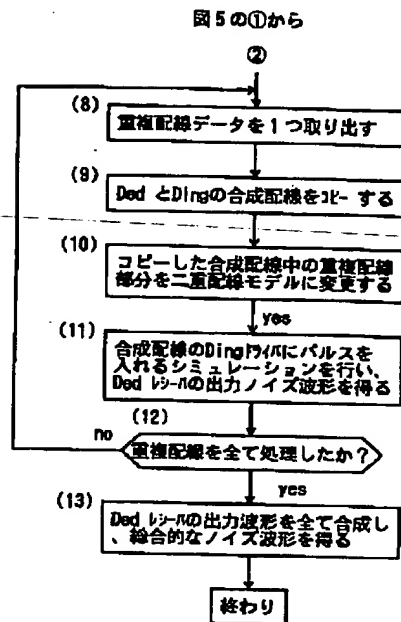 図5の①から
②
(8)
重複配線データを1つ取り出す
(9)
Ded とDingの合成配線をコピーする
(10)
コピーした合成配線中の重複配線
部分を二重配線モデルに変更する
yes
(11)
合成配線のDingドライバにパルスを
入れるシミュレーションを行い、
Ded レシーバの出力ノイズ波形を得る
(12)
no
重複配線を全て処理したか?
yes
(13)
Ded レシーバの出力波形を全て合成し
、総合的なノイズ波形を得る
終わり